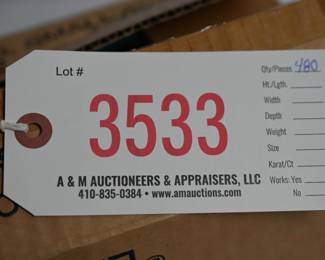 Lot #
3533
A & M AUCTIONEERS & APPRAISERS, LLC
410-835-0384 • www.amauctions.com
Qty/Pieces 480
Ht./Lgth.
Width
Depth
Weight
Size
Karat/Ct
Works: Yes
No